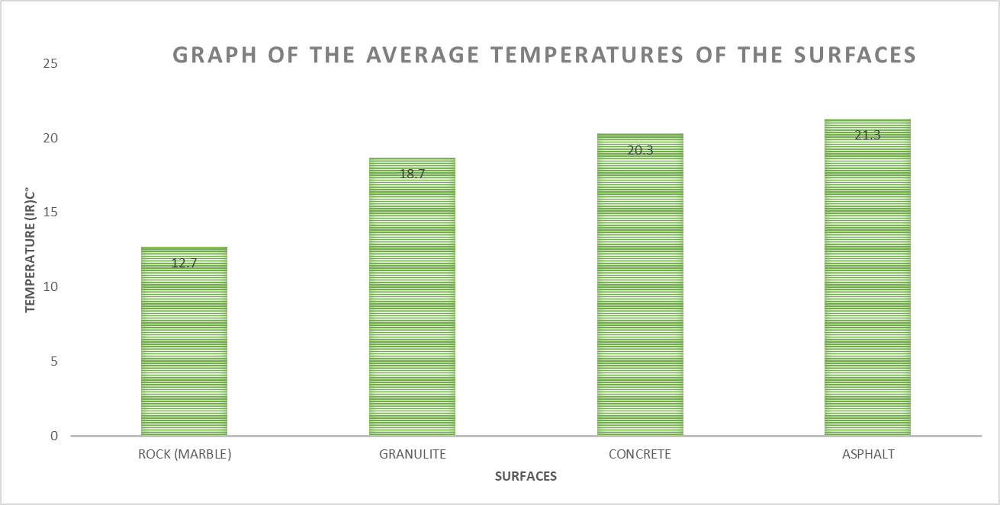 GRAPH OF THE AVERAGE TEMPERATURES OF THE SURFACES
25
20
15
10
5
0
TEMPERATURE (IR)C°
12.7
18.7
20.3
21.3
ROCK (MARBLE)
GRANULITE
CONCRETE
ASPHALT
SURFACES